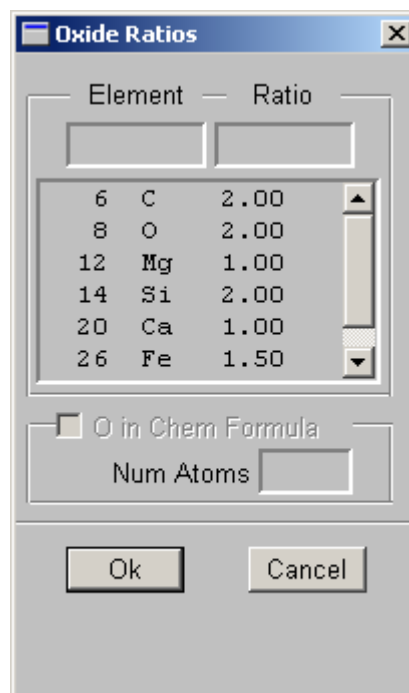 Oxide Ratios
Element Ratio
6 C 2.00
8 O 2.00
12 Mg 1.00
14 Si 2.00
20 Ca 1.00
26 Fe 1.50
O in Chem Formula
Num Atoms
Ok Cancel